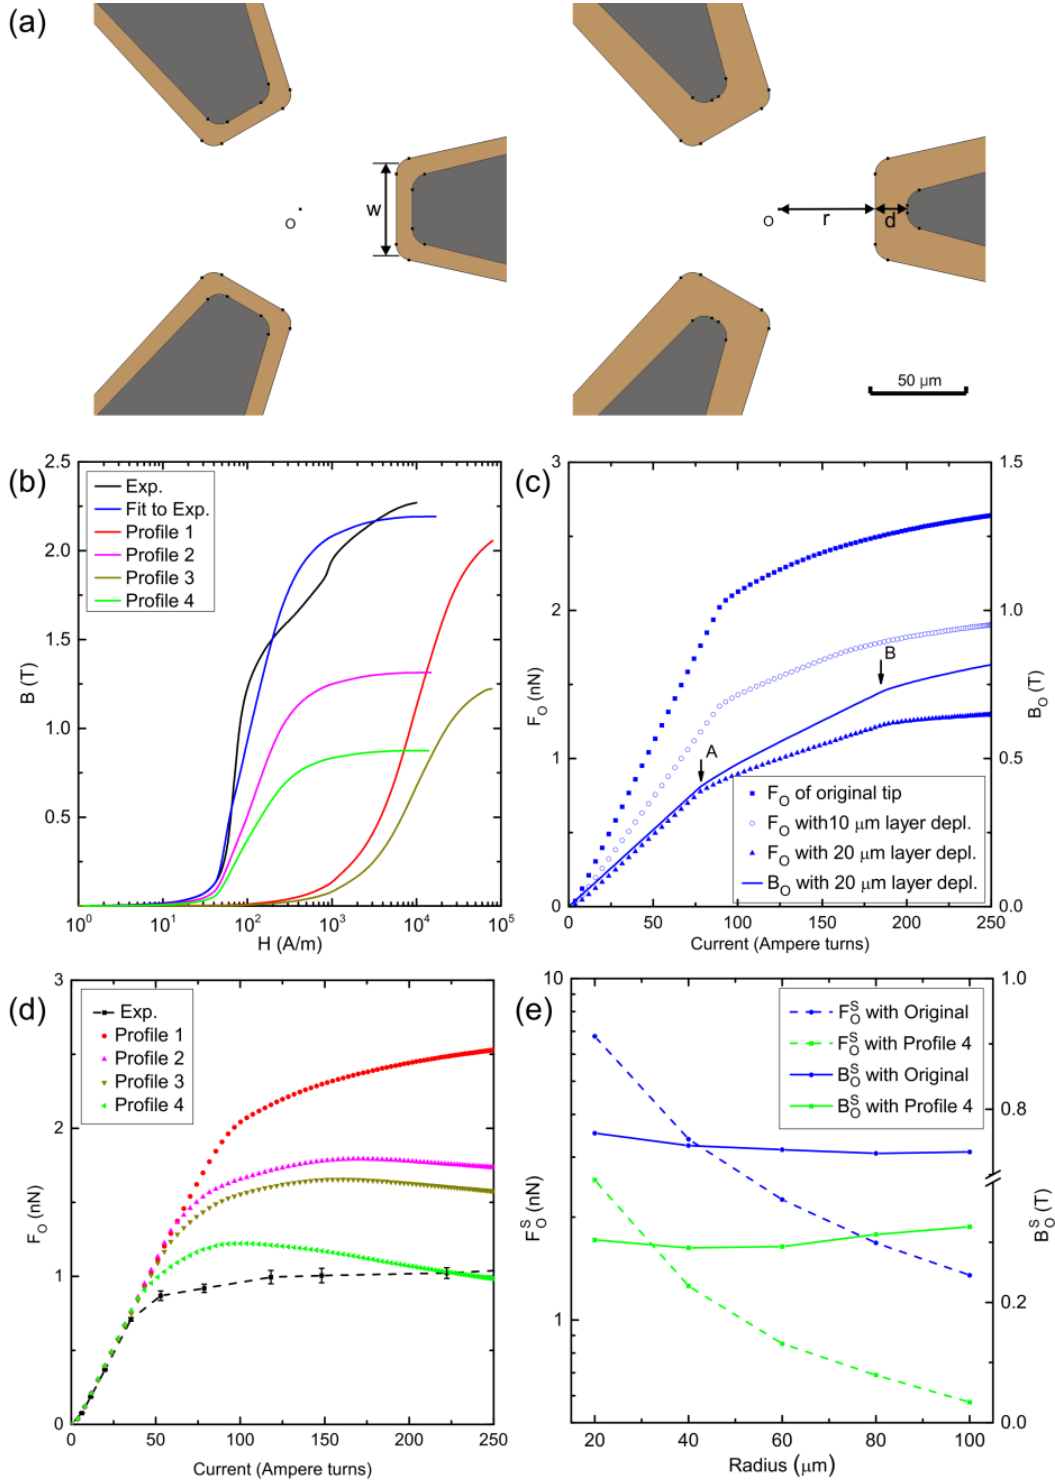 (a)
O
w
O
r
d
50 μm
(b)
2.5
2.0
1.5
1.0
0.5
B (T)
Exp.
Fit to Exp.
Profile 1
Profile 2
Profile 3
Profile 4
10⁰ 10¹ 10² 10³ 10⁴ 10⁵
H (A/m)
(c)
3
2
1
0
F_O (nN)
1.5
1.0
0.5
0.0
B_O (T)
A
B
F_O of original tip
F_O with10 μm layer depl.
F_O with 20 μm layer depl.
B_O with 20 μm layer depl.
0 50 100 150 200 250
Current (Ampere turns)
(d)
3
2
1
0
F_O (nN)
Exp.
Profile 1
Profile 2
Profile 3
Profile 4
0 50 100 150 200 250
Current (Ampere turns)
(e)
10
1
F_O^S (nN)
1.0
0.8
0.2
0.0
B_O^S (T)
F_O^S with Original
F_O^S with Profile 4
B_O^S with Original
B_O^S with Profile 4
20 40 60 80 100
Radius (μm)